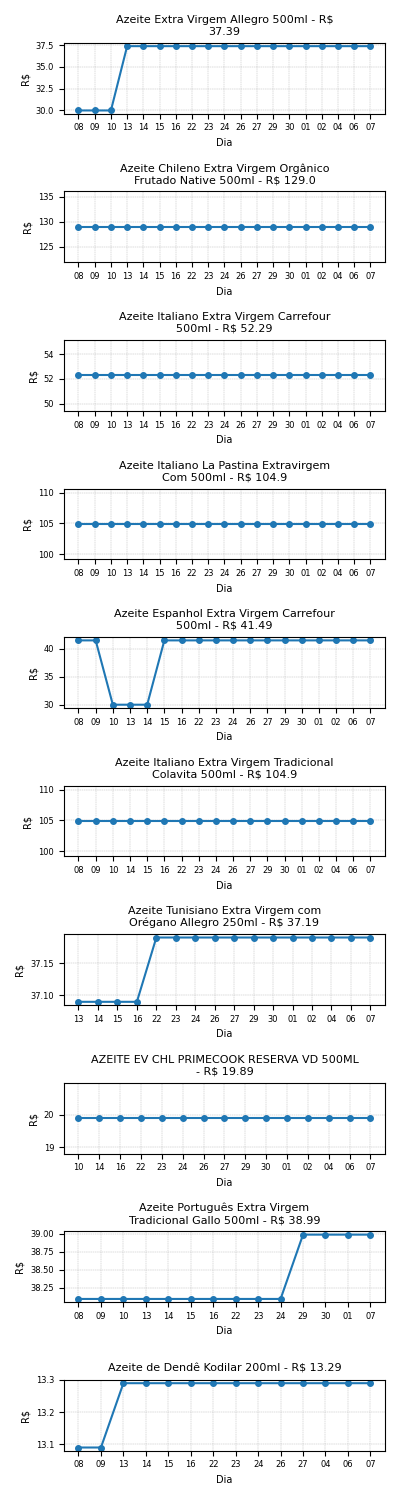 Azeite Extra Virgem Allegro 500ml - R$
37.39
37.5
35.0
32.5
30.0
R$
08 09 10 13 14 15 16 22 23 24 26 27 29 30 01 02 04 06 07
Dia
Azeite Chileno Extra Virgem Orgânico
Frutado Native 500ml - R$ 129.0
135
130
125
R$
08 09 10 13 14 15 16 22 23 24 26 27 29 30 01 02 04 06 07
Dia
Azeite Italiano Extra Virgem Carrefour
500ml - R$ 52.29
54
52
50
R$
08 09 10 13 14 15 16 22 23 24 26 27 29 30 01 02 04 06 07
Dia
Azeite Italiano La Pastina Extravirgem
Com 500ml - R$ 104.9
110
105
100
R$
08 09 10 13 14 15 16 22 23 24 26 27 29 30 01 02 04 06 07
Dia
Azeite Espanhol Extra Virgem Carrefour
500ml - R$ 41.49
40
35
30
R$
08 09 10 13 14 15 16 22 23 24 26 27 29 30 01 02 04 06 07
Dia
Azeite Italiano Extra Virgem Tradicional
Colavita 500ml - R$ 104.9
110
105
100
R$
08 09 10 14 15 16 22 23 24 26 27 29 30 01 02 04 06 07
Dia
Azeite Tunisiano Extra Virgem com
Orégano Allegro 250ml - R$ 37.19
37.15
37.10
R$
13 14 15 16 22 23 24 26 27 29 30 01 02 04 06 07
Dia
AZEITE EV CHL PRIMECOOK RESERVA VD 500ML
- R$ 19.89
20
19
R$
10 14 16 22 23 24 26 27 29 30 01 02 04 06 07
Dia
Azeite Português Extra Virgem
Tradicional Gallo 500ml - R$ 38.99
39.00
38.75
38.50
38.25
R$
08 09 10 13 14 15 16 22 23 24 29 30 01 07
Dia
Azeite de Dendê Kodilar 200ml - R$ 13.29
13.3
13.2
13.1
R$
08 09 13 14 15 16 22 23 24 26 27 04 06 07
Dia